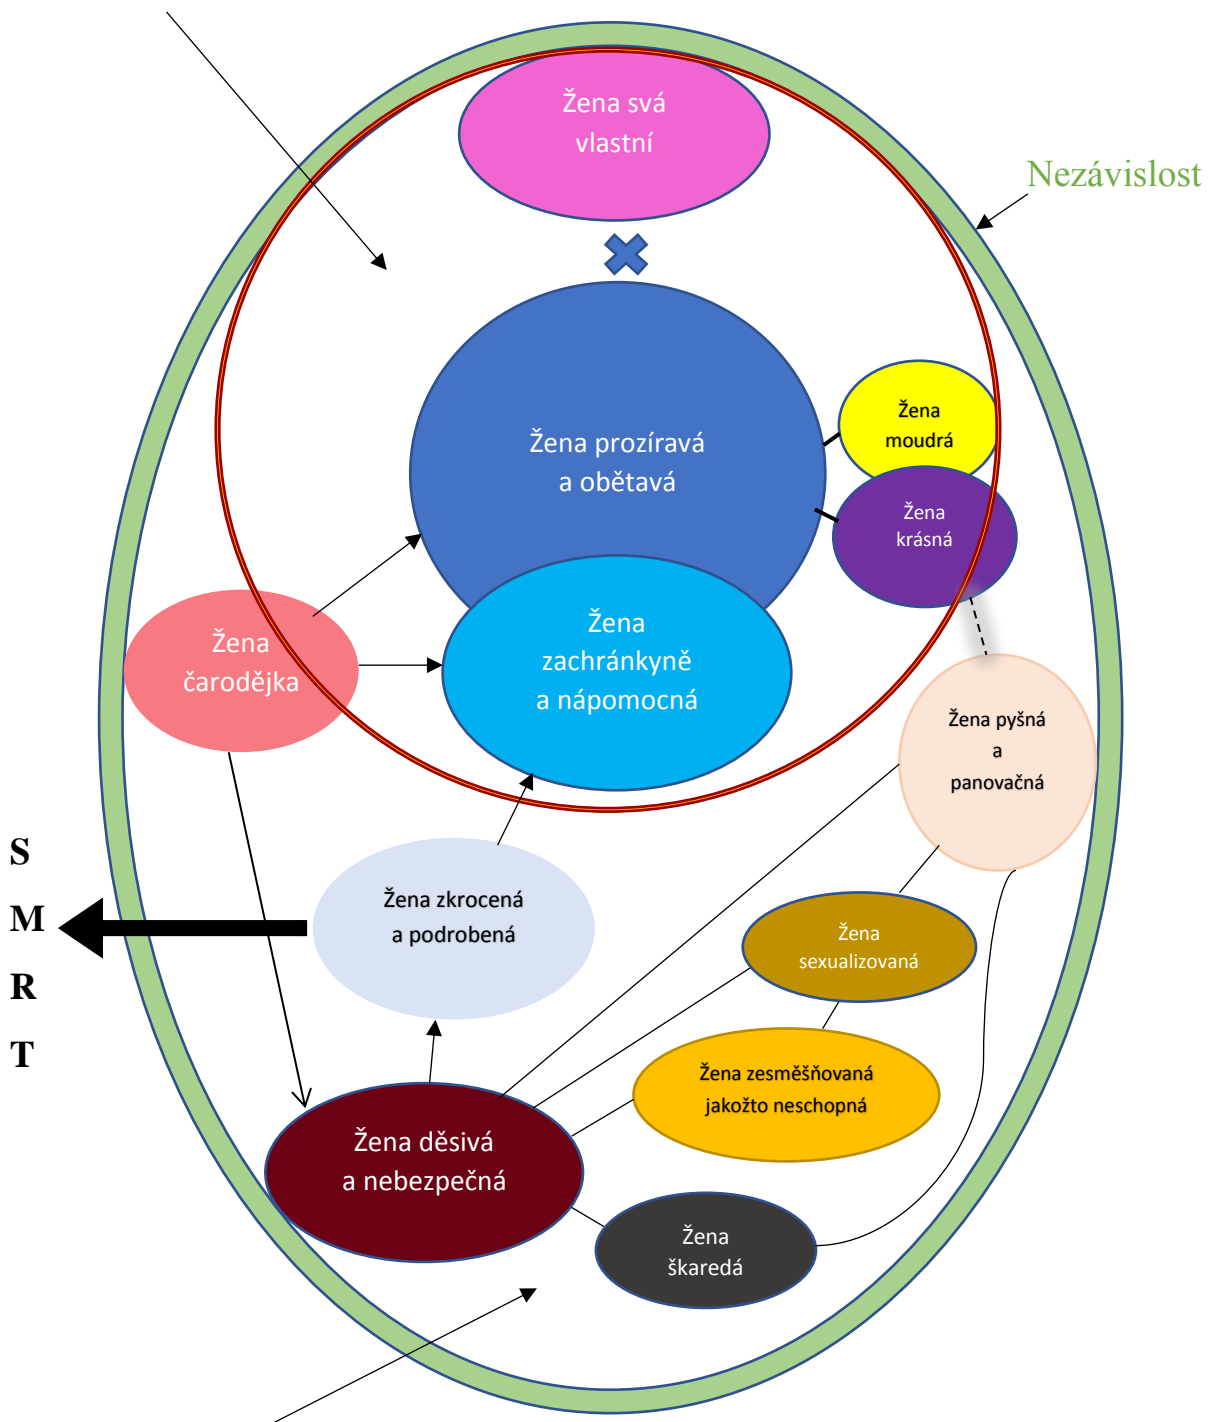 Žena svá
vlastní
Nezávislost
Žena
moudrá
Žena prozíravá
a obětavá
Žena
krásná
Žena
zachránkyně
a nápomocná
Žena
čarodějka
Žena pyšná
a
panovačná
S
M
R
T
Žena zkrocená
a podrobená
Žena
sexualizovaná
Žena zesměšňovaná
jakožto neschopná
Žena děsivá
a nebezpečná
Žena
škaredá